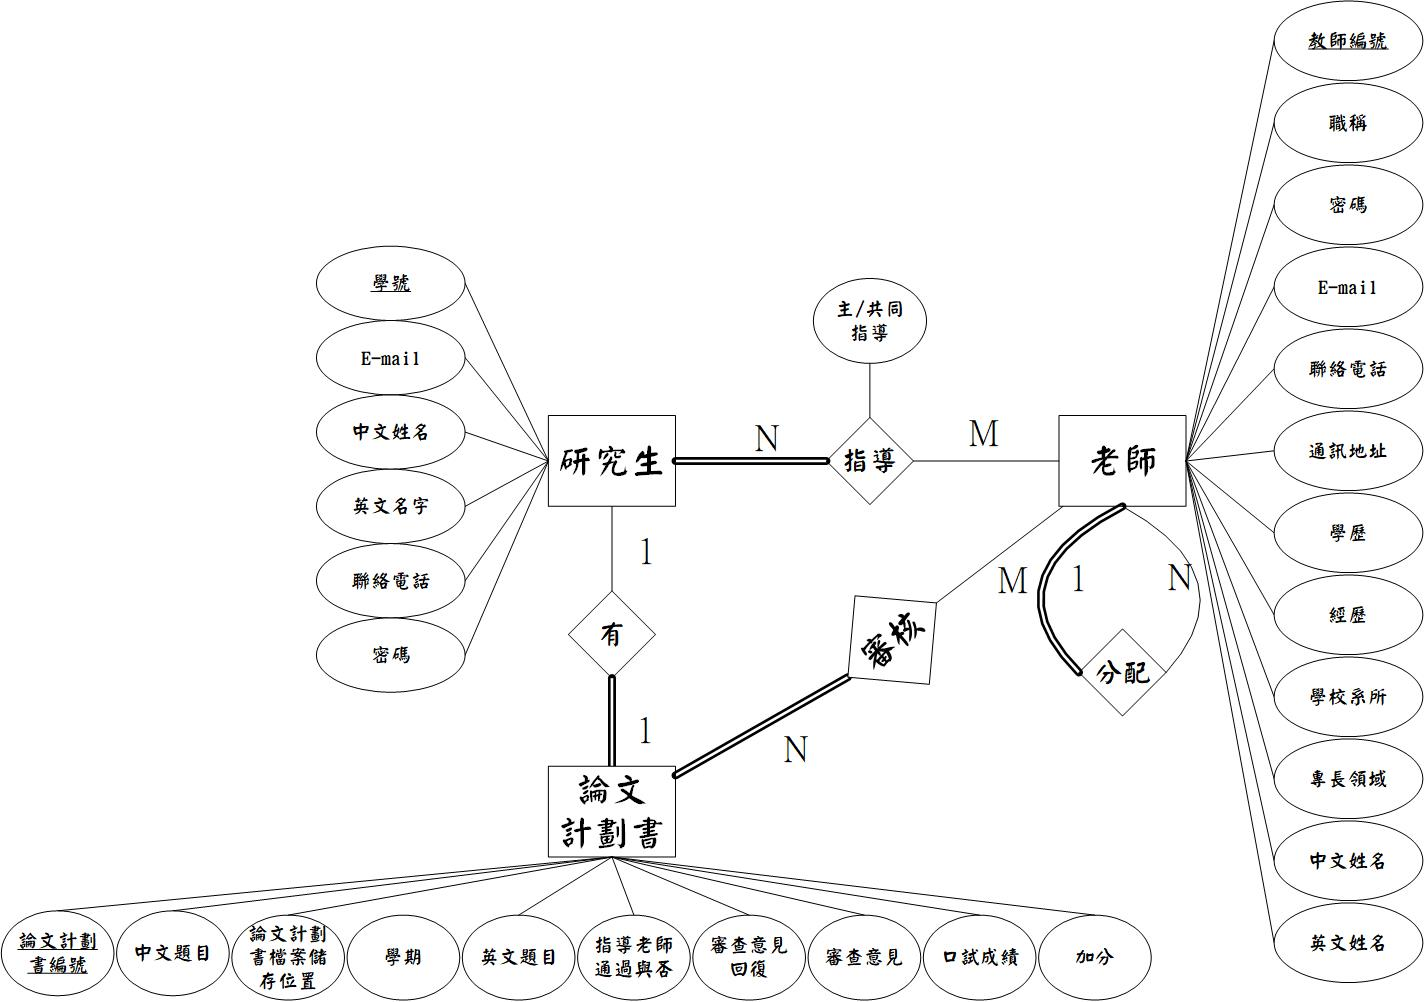 教師編號
職稱
密碼
E-mail
聯絡電話
通訊地址
學歷
經歷
學校系所
專長領域
中文姓名
英文姓名
學號
E-mail
中文姓名
英文名字
聯絡電話
密碼
主/共同
指導
研究生
N
指導
M
老師
1
有
1
審核
M
N
1
N
分配
論文
計劃書
論文計劃
書編號
中文題目
論文計劃
書檔案儲
存位置
學期
英文題目
指導老師
通過與否
審查意見
回復
審查意見
口試成績
加分